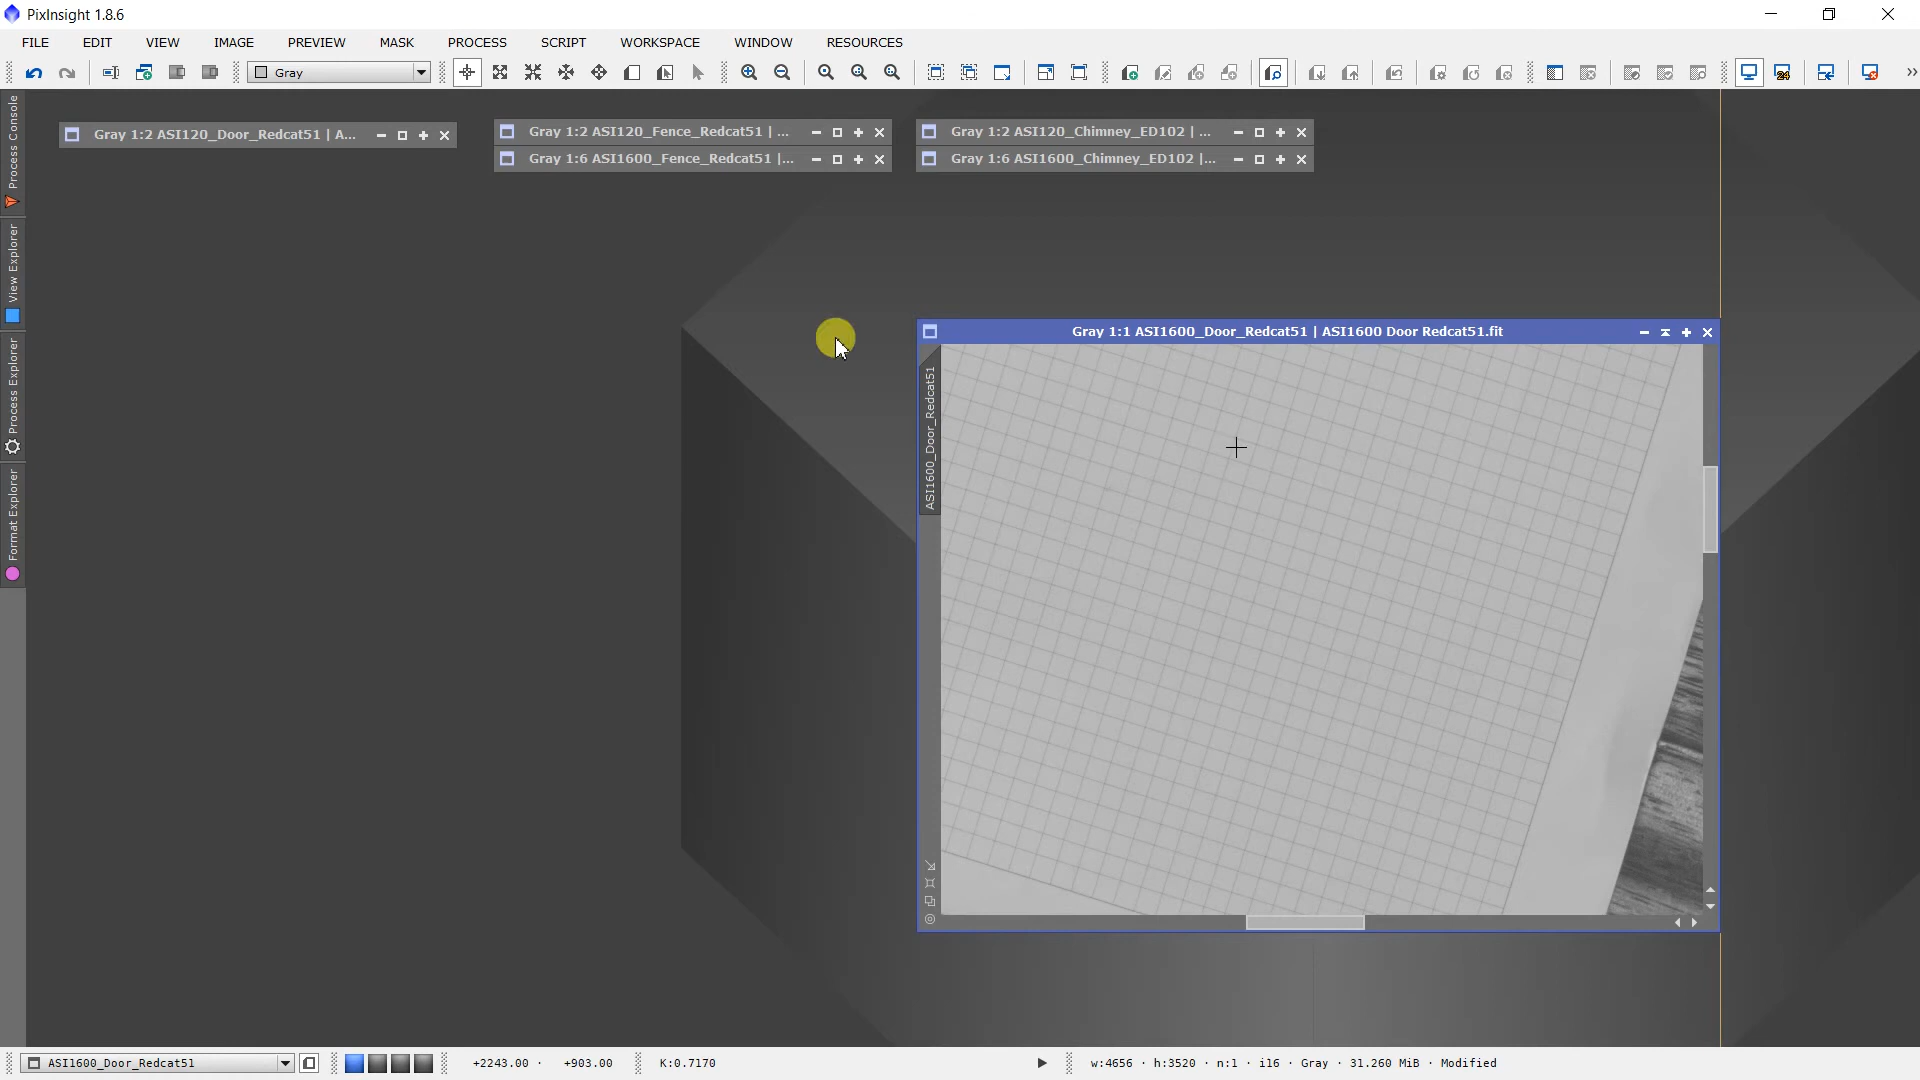 PixInsight 1.8.6
FILE EDIT VIEW IMAGE PREVIEW MASK PROCESS SCRIPT WORKSPACE WINDOW RESOURCES
Gray
24
Process Console
View Explorer
Process Explorer
Format Explorer
Gray 1:2 ASI120_Door_Redcat51 | A...
Gray 1:2 ASI120_Fence_Redcat51 | ...
Gray 1:6 ASI1600_Fence_Redcat51 |...
Gray 1:2 ASI120_Chimney_ED102 | ...
Gray 1:6 ASI1600_Chimney_ED102 |...
Gray 1:1 ASI1600_Door_Redcat51 | ASI1600 Door Redcat51.fit
ASI1600_Door_Redcat51
ASI1600_Door_Redcat51 +2243.00 · +903.00 K:0.7170 w:4656 · h:3520 · n:1 · i16 · Gray · 31.260 MiB · Modified